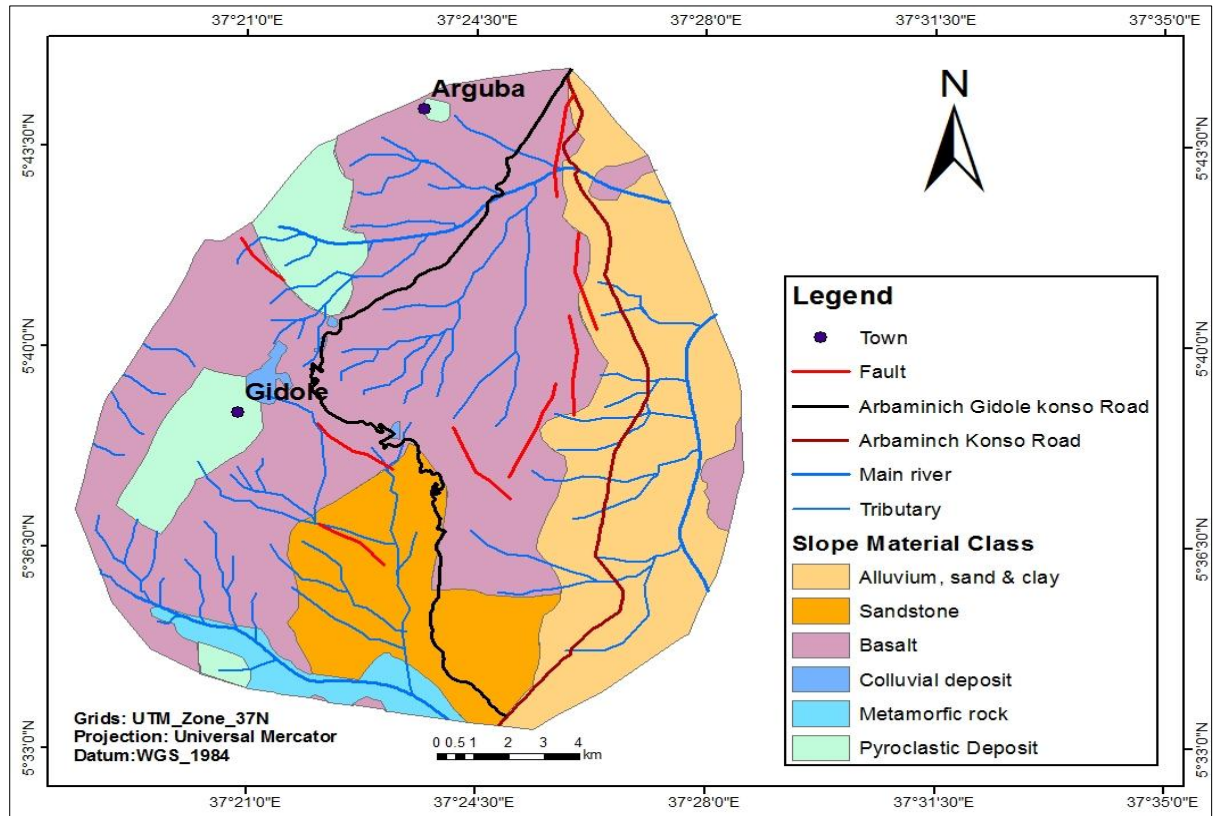 37°21'0"E 37°24'30"E 37°28'0"E 37°31'30"E 37°35'0"E
N
Arguba
5°43'30"N 5°43'30"N
Legend
Town
5°40'0"N 5°40'0"N
Fault
Gidole
Arbaminich Gidole konso Road
Arbaminch Konso Road
Main river
Tributary
5°36'30"N 5°36'30"N
Slope Material Class
Alluvium, sand & clay
Sandstone
Basalt
Colluvial deposit
Metamorfic rock
Pyroclastic Deposit
Grids: UTM_Zone_37N
Projection: Universal Mercator
Datum:WGS_1984
0 0.5 1 2 3 4
km
5°33'0"N 5°33'0"N
37°21'0"E 37°24'30"E 37°28'0"E 37°31'30"E 37°35'0"E